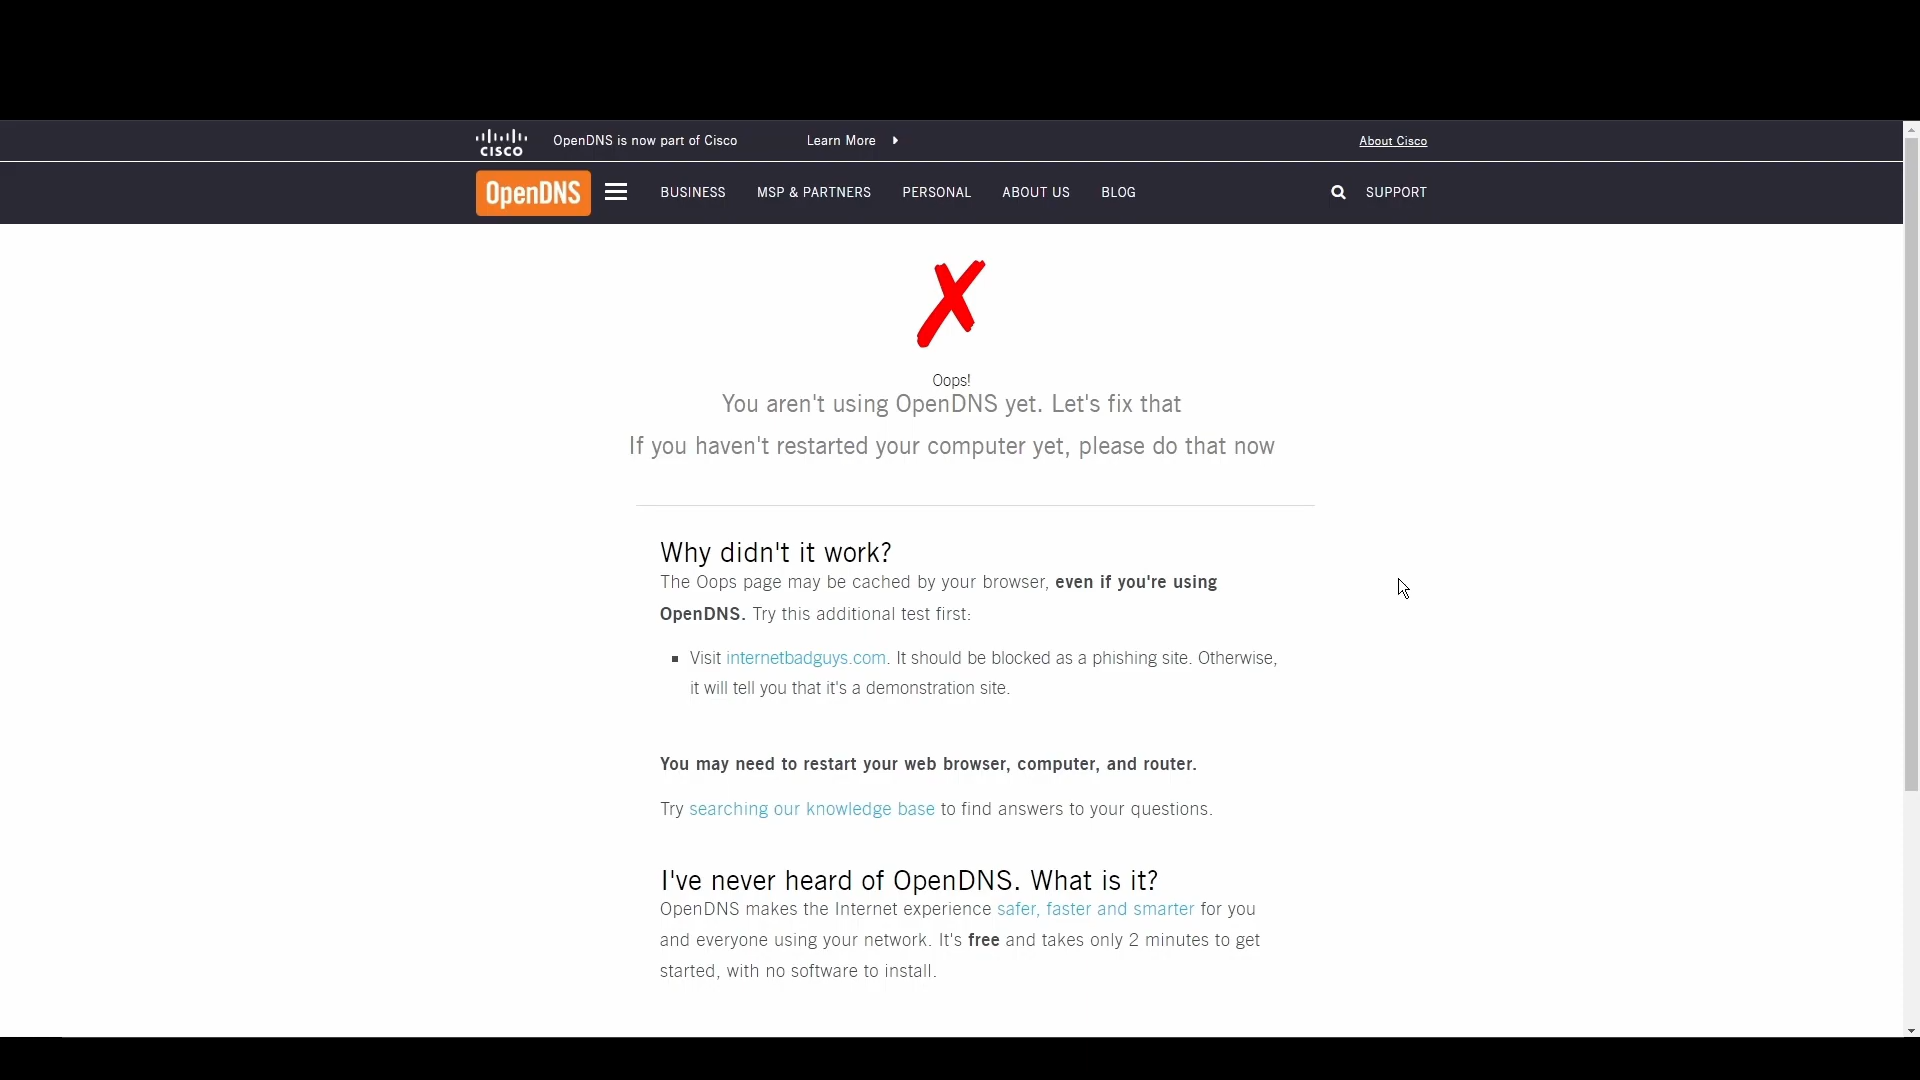 CISCO
OpenDNS is now part of Cisco
Learn More
About Cisco
OpenDNS
BUSINESS
MSP & PARTNERS
PERSONAL
ABOUT US
BLOG
SUPPORT
Oops!
You aren't using OpenDNS yet. Let's fix that
If you haven't restarted your computer yet, please do that now
Why didn't it work?
The Oops page may be cached by your browser, even if you're using
OpenDNS. Try this additional test first:
Visit internetbadguys.com. It should be blocked as a phishing site. Otherwise,
it will tell you that it's a demonstration site.
You may need to restart your web browser, computer, and router.
Try searching our knowledge base to find answers to your questions.
I've never heard of OpenDNS. What is it?
OpenDNS makes the Internet experience safer, faster and smarter for you
and everyone using your network. It's free and takes only 2 minutes to get
started, with no software to install.